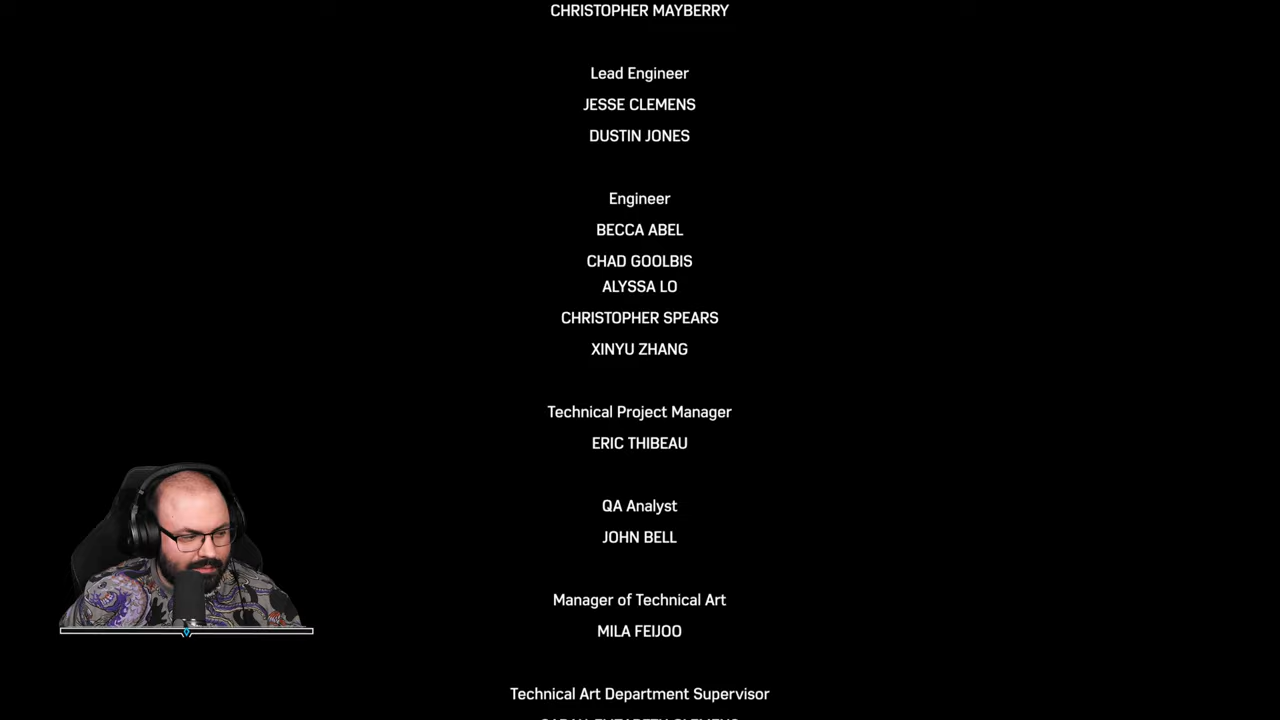 CHRISTOPHER MAYBERRY
Lead Engineer
JESSE CLEMENS
DUSTIN JONES
Engineer
BECCA ABEL
CHAD GOOLBIS
ALYSSA LO
CHRISTOPHER SPEARS
XINYU ZHANG
Technical Project Manager
ERIC THIBEAU
QA Analyst
JOHN BELL
Manager of Technical Art
MILA FEIJOO
Technical Art Department Supervisor